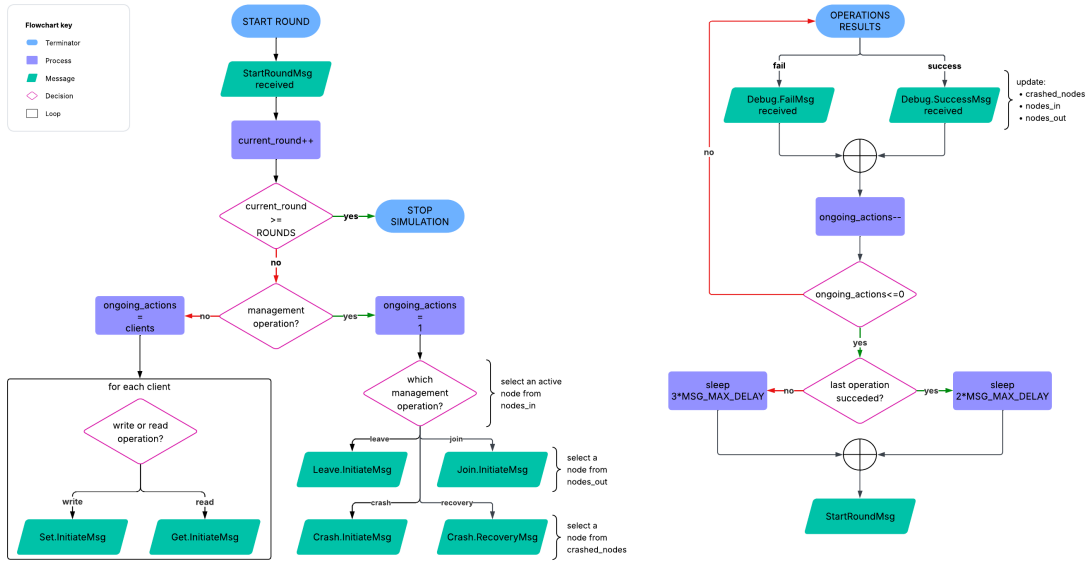 Flowchart key
Terminator
Process
Message
Decision
Loop
START ROUND
StartRoundMsg
received
current_round++
current_round
>=
ROUNDS
yes
STOP
SIMULATION
no
management
operation?
no
yes
ongoing_actions
=
clients
ongoing_actions
=
1
for each client
write or read
operation?
write
read
Set.InitiateMsg
Get.InitiateMsg
which
management
operation?
select an active
node from
nodes_in
leave
join
Leave.InitiateMsg
Join.InitiateMsg
select a
node from
nodes_out
crash
recovery
Crash.InitiateMsg
Crash.RecoveryMsg
select a
node from
crashed_nodes
OPERATIONS
RESULTS
fail
success
Debug.FailMsg
received
Debug.SuccessMsg
received
update:
• crashed_nodes
• nodes_in
• nodes_out
no
ongoing_actions--
ongoing_actions<=0
yes
last operation
succeded?
no
yes
sleep
3*MSG_MAX_DELAY
sleep
2*MSG_MAX_DELAY
StartRoundMsg